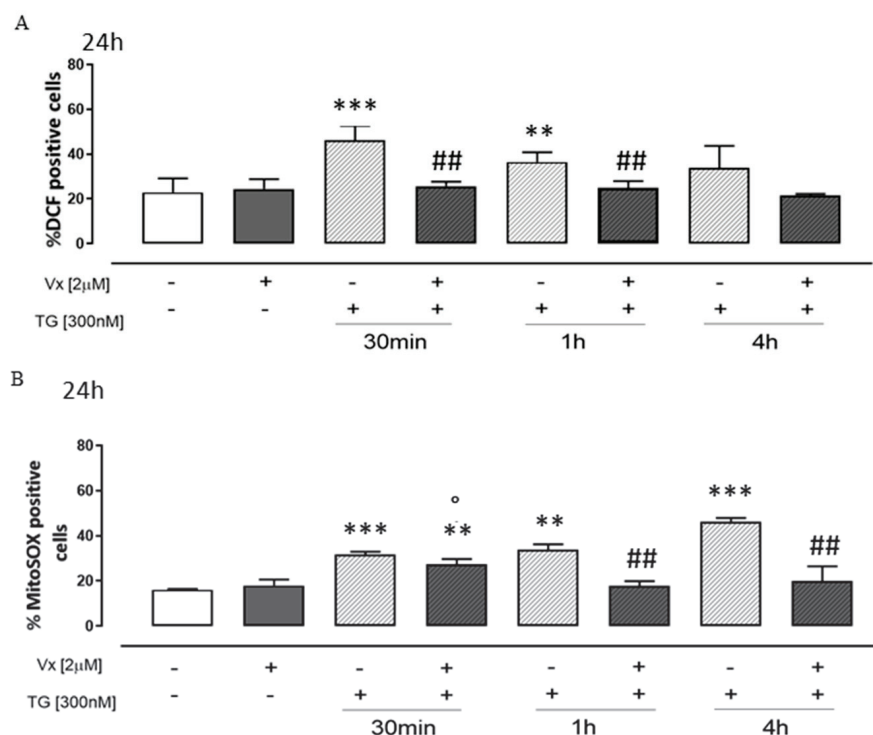 A
24h
%DCF positive cells
80
60
40
20
0
***
##
**
##
Vx [2μM] - + - + - + - +
TG [300nM] - - + + + + + +
30min 1h 4h
B
24h
% MitoSOX positive
cells
80
60
40
20
0
***
°
**
**
##
***
##
Vx [2μM] - + - + - + - +
TG [300nM] - - + + + + + +
30min 1h 4h